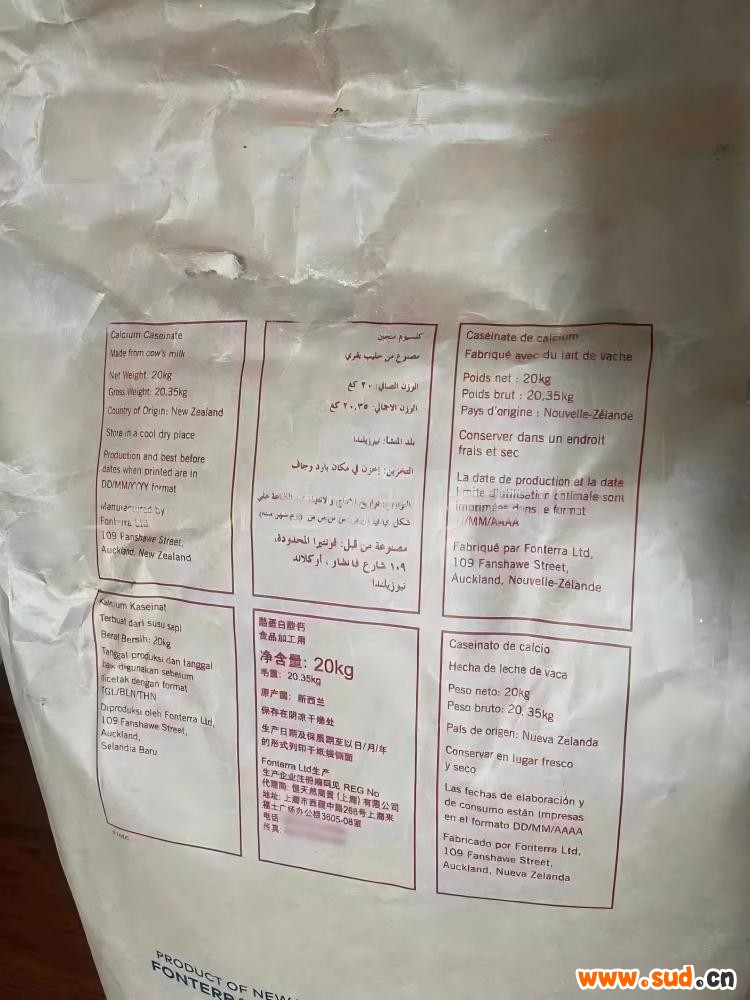 Calcium Caseinate
Made from cow's milk
Net Weight: 20kg
Gross Weight: 20.35kg
Country of Origin: New Zealand
Store in a cool dry place
Production and best before
dates when printed are in
DD/MM/YYYY format
Manufactured by
Fonterra Ltd,
109 Fanshawe Street,
Auckland, New Zealand
مصنوع من حليب بقري
الوزن الصافي: ٢٠ كغ
الوزن الاجمالي: ٢٠,٣٥ كغ
بلد المنشأ: نيوزيلندا
التخزين: إخزن في مكان بارد وجاف
مصنوعة من قبل: فونتيرا المحدودة،
١٠٩ شارع فانشاو ، أوكلاند
نيوزيلندا
Caséinate de calcium
Fabriqué avec du lait de vache
Poids net : 20kg
Poids brut : 20,35kg
Pays d'origine : Nouvelle-Zélande
Conserver dans un endroit
frais et sec
La date de production et la date
limite d'utilisation optimale sont
imprimées dans le format
/MM/AAAA
Fabriqué par Fonterra Ltd,
109 Fanshawe Street,
Auckland, Nouvelle-Zélande
Kalsium Kaseinat
Terbuat dari susu sapi
Berat Bersih: 20kg
Tanggal produksi dan tanggal
baik digunakan sebelum
dicetak dengan format
TGL/BLN/THN
Diproduksi oleh Fonterra Ltd,
109 Fanshawe Street,
Auckland,
Selandia Baru
酪蛋白酸钙
食品加工用
净含量: 20kg
毛重: 20.35kg
原产国: 新西兰
保存在阴凉干燥处
生产日期及保质期至以日/月/年
的形式列印于纸袋侧面
Fonterra Ltd生产
生产企业注册编码见 REG No
代理商: 恒天然商贸 (上海) 有限公司
地址: 上海市西藏中路268号上海来
福士广场办公楼3605-08室
电话
传真:
Caseinato de calcio
Hecha de leche de vaca
Peso neto: 20kg
Peso bruto: 20, 35kg
País de origen: Nueva Zelanda
Conservar en lugar fresco
y seco
Las fechas de elaboración y
de consumo están impresas
en el formato DD/MM/AAAA
Fabricado por Fonterra Ltd,
109 Fanshawe Street,
Auckland, Nueva Zelanda
PRODUCT OF NEW
FONTERRA
www.sud.cn